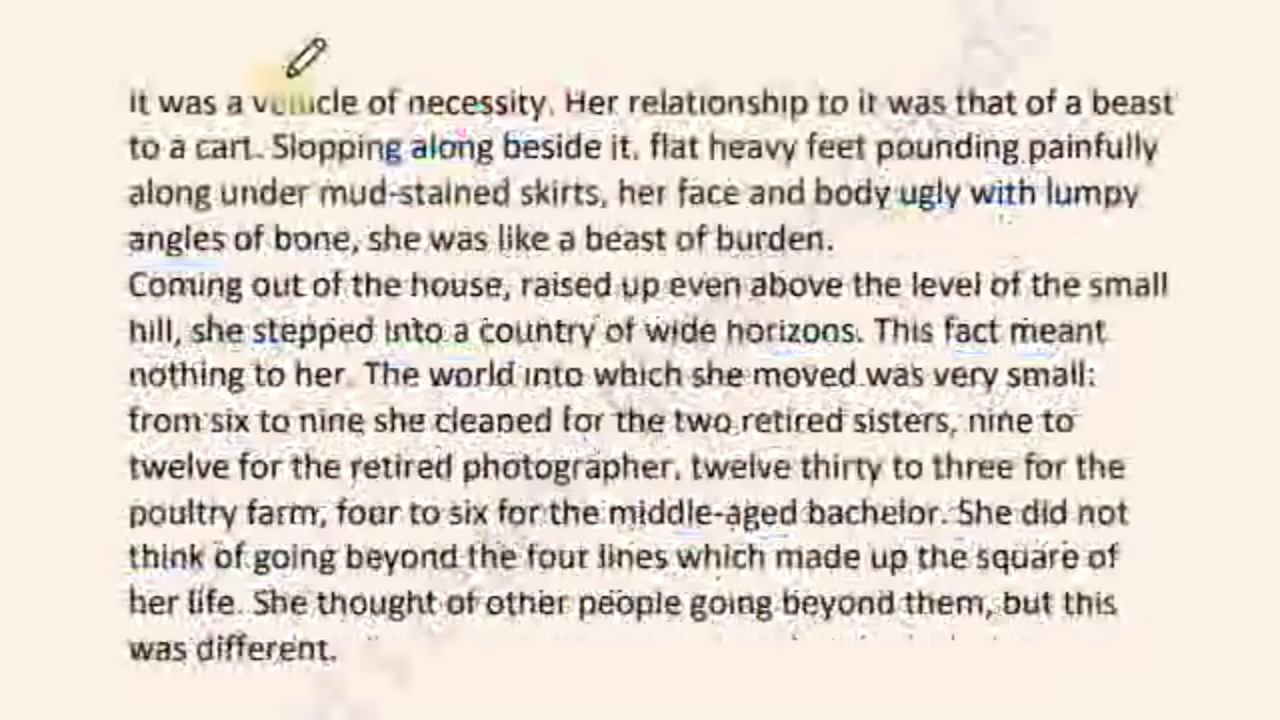 It was a vehicle of necessity. Her relationship to it was that of a beast
to a cart. Slopping along beside it, flat heavy feet pounding painfully
along under mud-stained skirts, her face and body ugly with lumpy
angles of bone, she was like a beast of burden.
Coming out of the house, raised up even above the level of the small
hill, she stepped into a country of wide horizons. This fact meant
nothing to her. The world into which she moved was very small:
from six to nine she cleaned for the two retired sisters, nine to
twelve for the retired photographer, twelve thirty to three for the
poultry farm, four to six for the middle-aged bachelor. She did not
think of going beyond the four lines which made up the square of
her life. She thought of other people going beyond them, but this
was different.